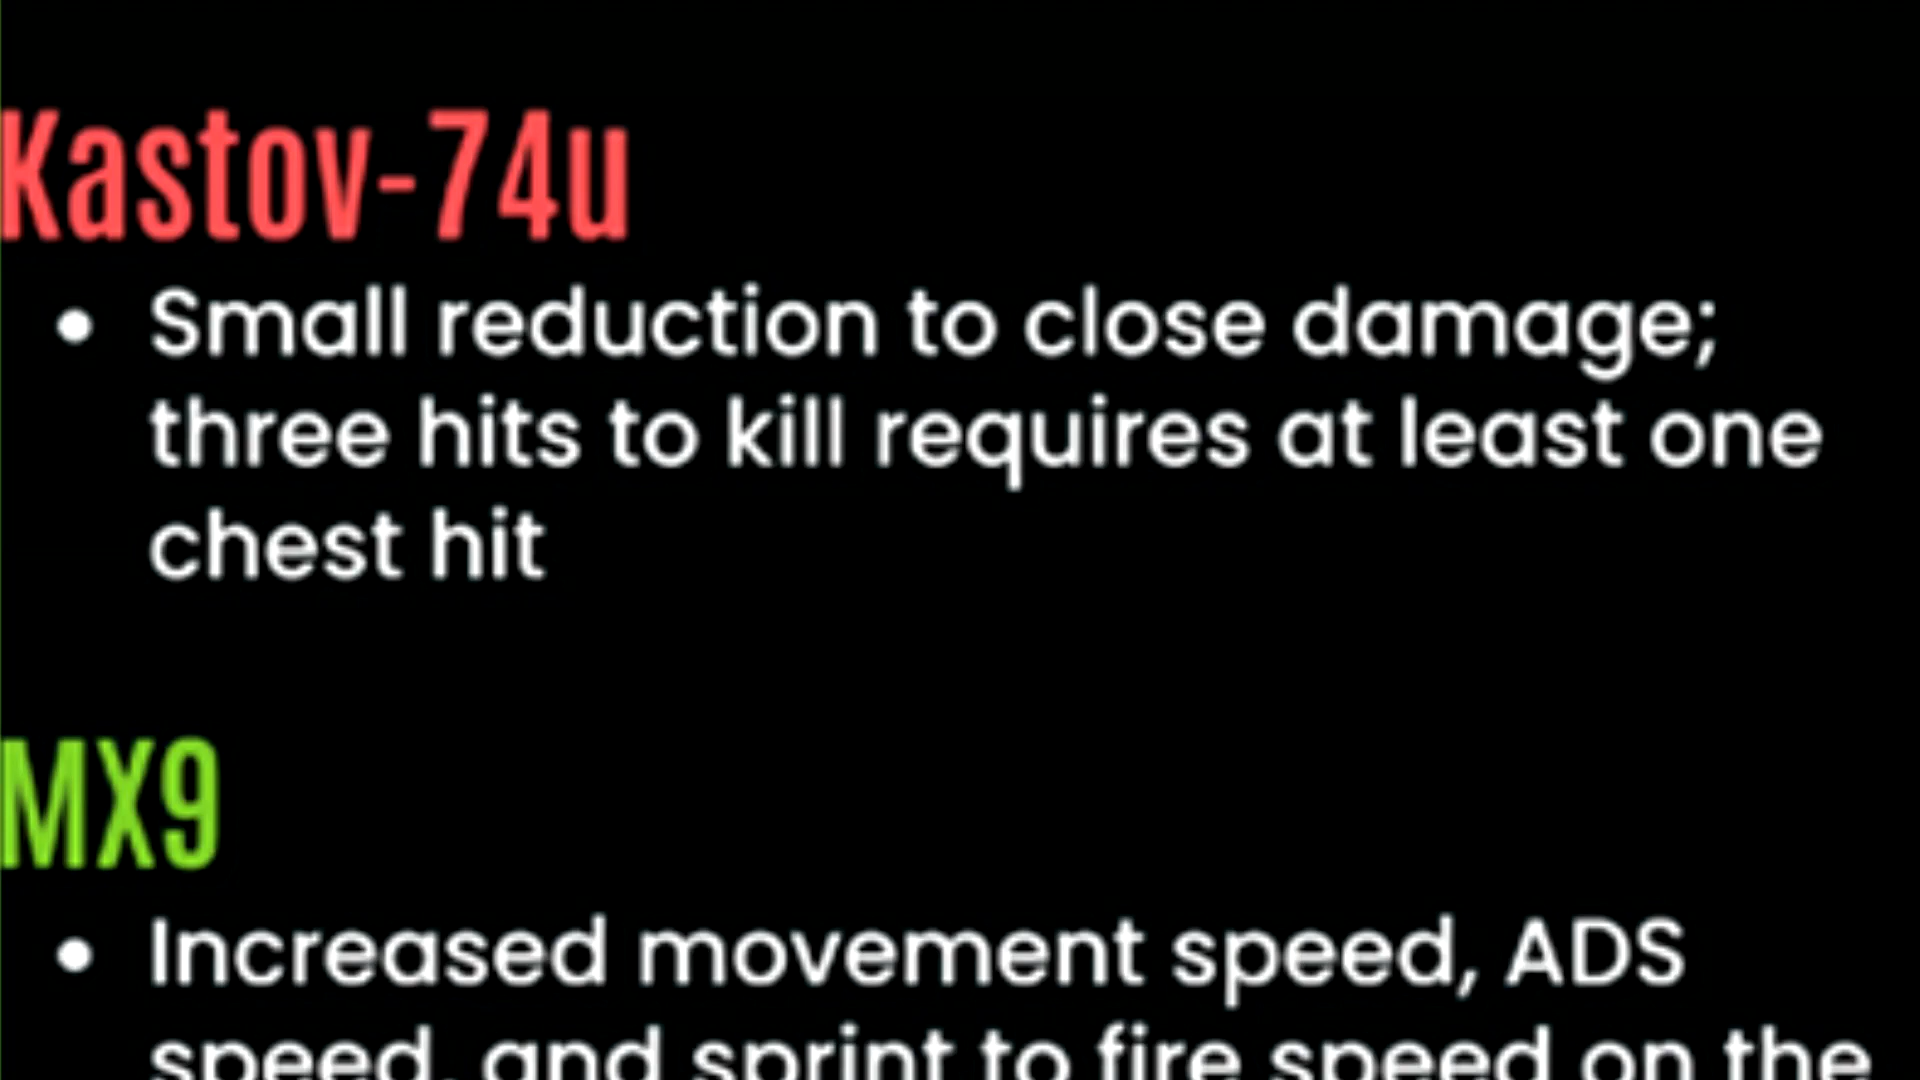 Kastov-74u
• Small reduction to close damage;
three hits to kill requires at least one
chest hit
MX9
• Increased movement speed, ADS
speed, and sprint to fire speed on the